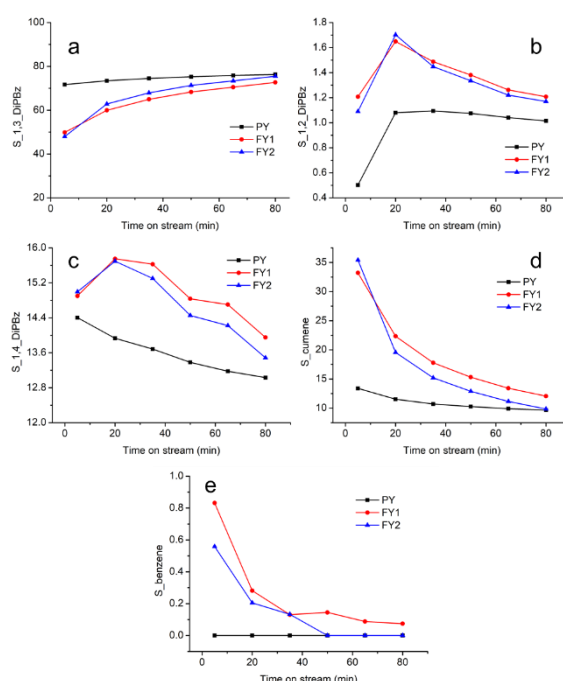 a
S_1,3_DiPBz
100
80
60
40
20
PY
FY1
FY2
0 20 40 60 80
Time on stream (min)
b
S_1,2_DiPBz
1.8
1.6
1.4
1.2
1.0
0.8
0.6
0.4
PY
FY1
FY2
0 20 40 60 80
Time on stream (min)
c
S_1,4_DiPBz
16.0
15.2
14.4
13.6
12.8
12.0
PY
FY1
FY2
0 20 40 60 80
Time on stream (min)
d
S_cumene
35
30
25
20
15
10
PY
FY1
FY2
0 20 40 60 80
Time on stream (min)
e
S_benzene
1.0
0.8
0.6
0.4
0.2
0.0
PY
FY1
FY2
0 20 40 60 80
Time on stream (min)